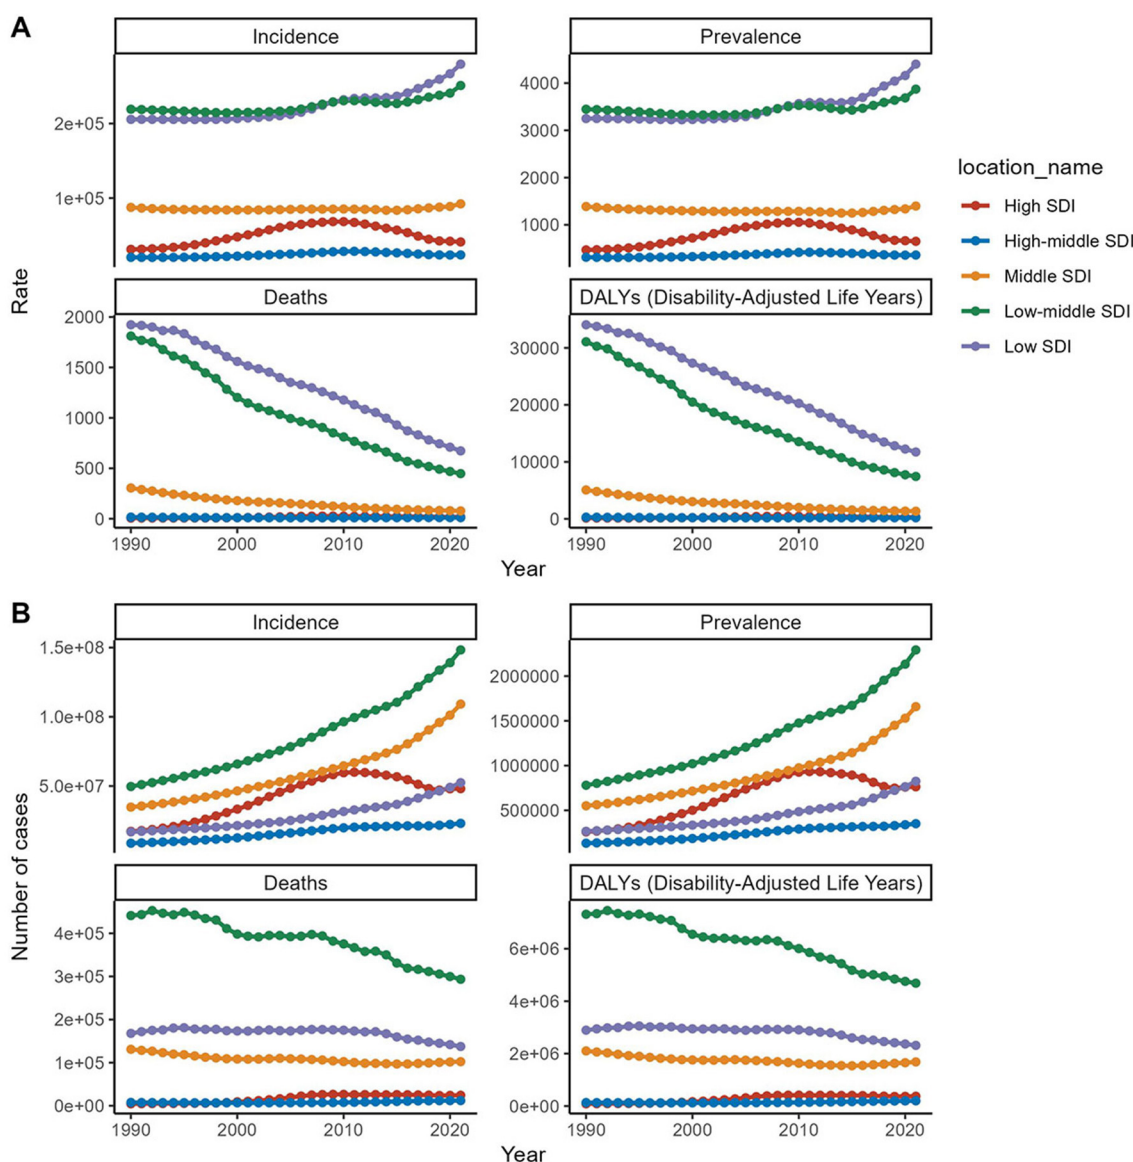 A
Incidence
Prevalence
2e+05
1e+05
4000
3000
2000
1000
Deaths
DALYs (Disability-Adjusted Life Years)
2000
1500
1000
500
0
30000
20000
10000
0
1990 2000 2010 2020
1990 2000 2010 2020
Rate
Year
location_name
High SDI
High-middle SDI
Middle SDI
Low-middle SDI
Low SDI
B
Incidence
Prevalence
1.5e+08
1.0e+08
5.0e+07
2000000
1500000
1000000
500000
Deaths
DALYs (Disability-Adjusted Life Years)
4e+05
3e+05
2e+05
1e+05
0e+00
6e+06
4e+06
2e+06
0e+00
1990 2000 2010 2020
1990 2000 2010 2020
Number of cases
Year